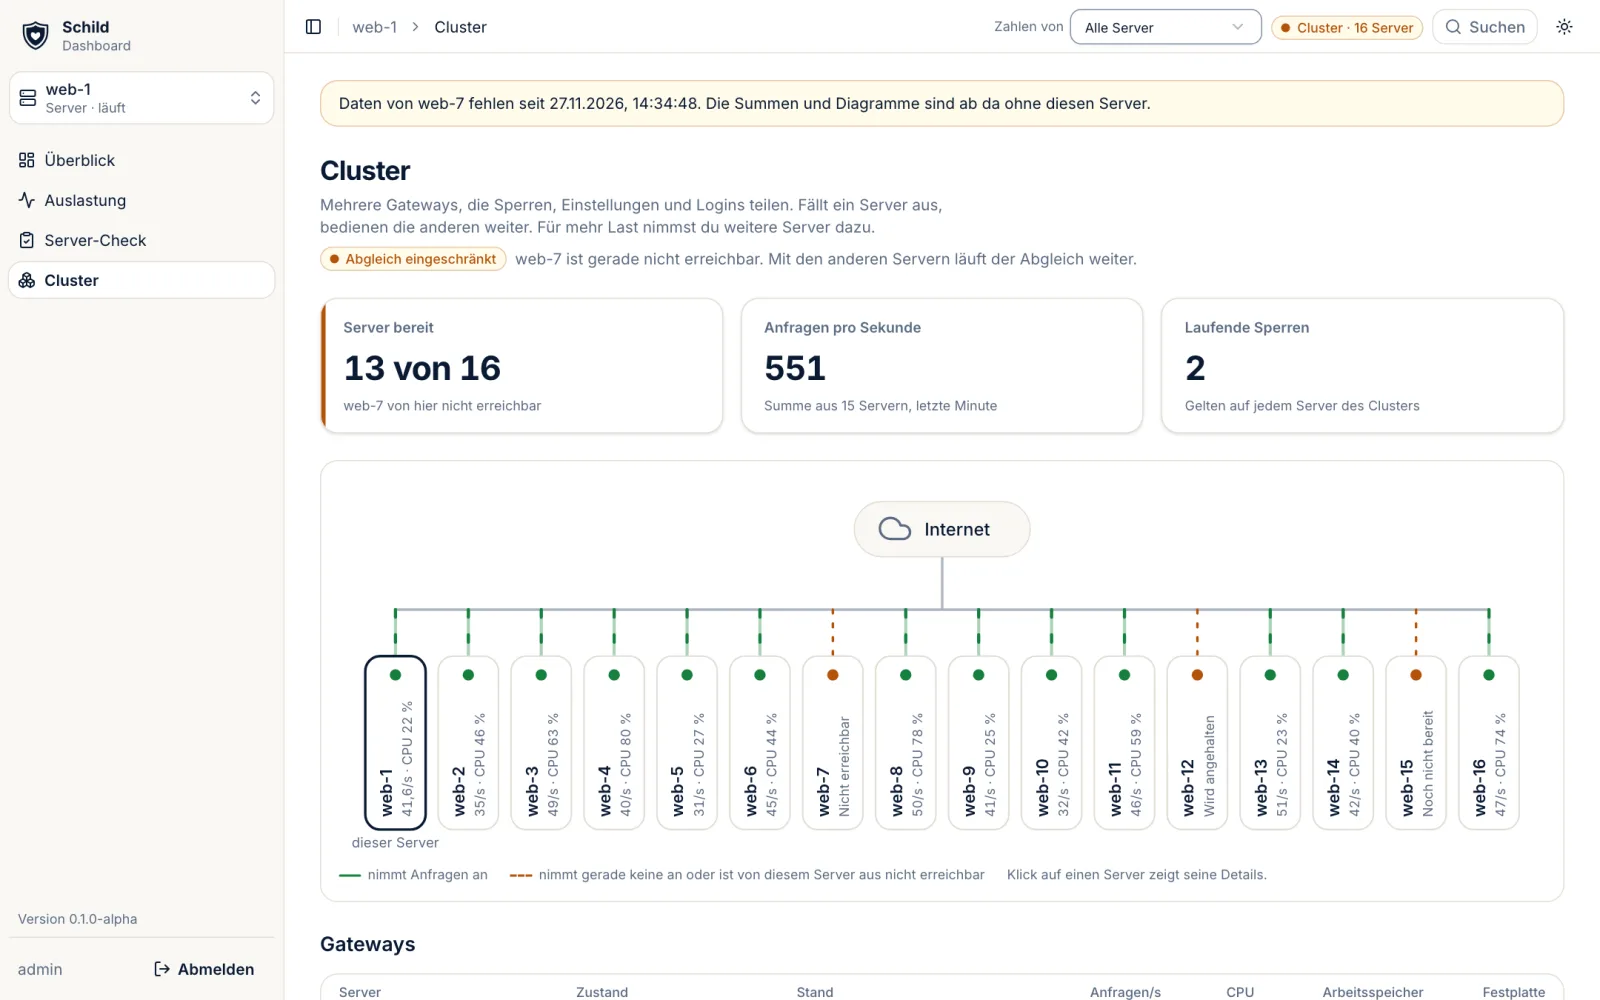 Schild
Dashboard
web-1
Server · läuft
Überblick
Auslastung
Server-Check
Cluster
Version 0.1.0-alpha
admin
Abmelden
web-1 > Cluster
Zahlen von
Alle Server
Cluster · 16 Server
Suchen
Daten von web-7 fehlen seit 27.11.2026, 14:34:48. Die Summen und Diagramme sind ab da ohne diesen Server.
Cluster
Mehrere Gateways, die Sperren, Einstellungen und Logins teilen. Fällt ein Server aus,
bedienen die anderen weiter. Für mehr Last nimmst du weitere Server dazu.
Abgleich eingeschränkt
web-7 ist gerade nicht erreichbar. Mit den anderen Servern läuft der Abgleich weiter.
Server bereit
13 von 16
web-7 von hier nicht erreichbar
Anfragen pro Sekunde
551
Summe aus 15 Servern, letzte Minute
Laufende Sperren
2
Gelten auf jedem Server des Clusters
Internet
web-1
41,6/s · CPU 22 %
web-2
35/s · CPU 46 %
web-3
49/s · CPU 63 %
web-4
40/s · CPU 80 %
web-5
31/s · CPU 27 %
web-6
45/s · CPU 44 %
web-7
Nicht erreichbar
web-8
50/s · CPU 78 %
web-9
41/s · CPU 25 %
web-10
32/s · CPU 42 %
web-11
46/s · CPU 59 %
web-12
Wird angehalten
web-13
51/s · CPU 23 %
web-14
42/s · CPU 40 %
web-15
Noch nicht bereit
web-16
47/s · CPU 74 %
dieser Server
nimmt Anfragen an
nimmt gerade keine an oder ist von diesem Server aus nicht erreichbar
Klick auf einen Server zeigt seine Details.
Gateways
Server
Zustand
Stand
Anfragen/s
CPU
Arbeitsspeicher
Festplatte